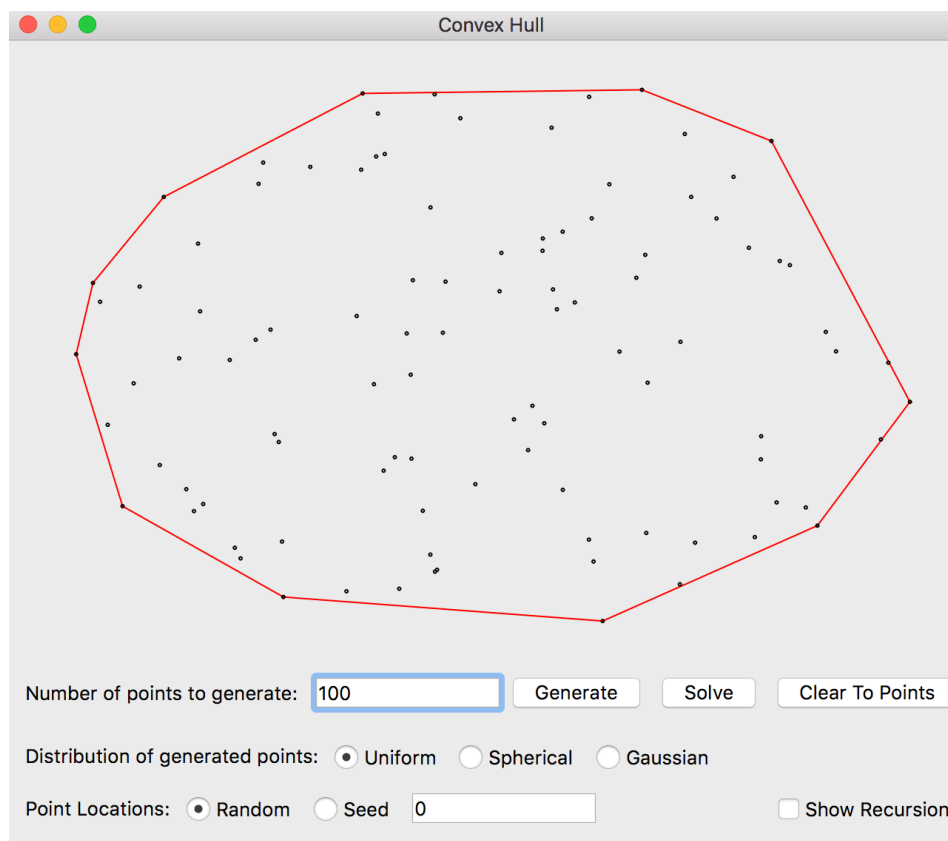 Convex Hull
Number of points to generate: 100 Generate Solve Clear To Points
Distribution of generated points: Uniform Spherical Gaussian
Point Locations: Random Seed 0 Show Recursion